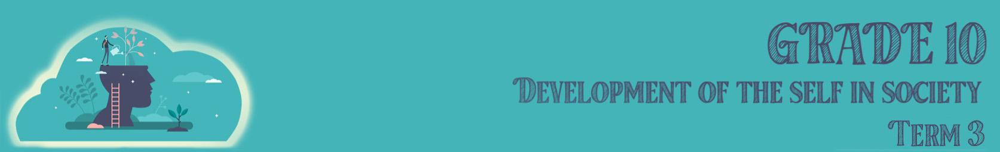 GRADE 10
DEVELOPMENT OF THE SELF IN SOCIETY
TERM 3